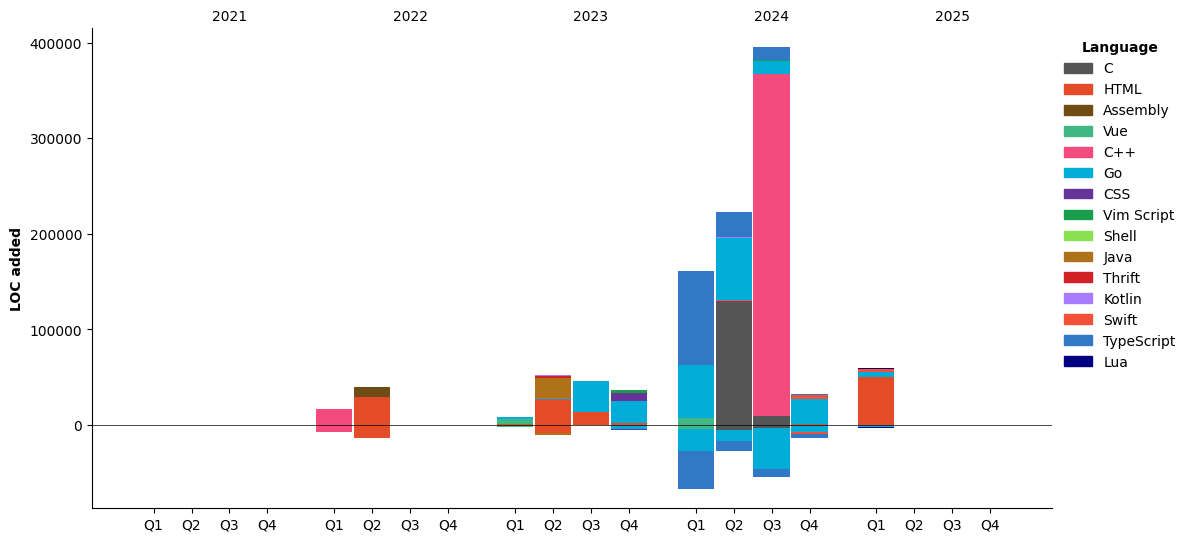 2021 2022 2023 2024 2025
LOC added
400000
300000
200000
100000
0
Q1 Q2 Q3 Q4 Q1 Q2 Q3 Q4 Q1 Q2 Q3 Q4 Q1 Q2 Q3 Q4 Q1 Q2 Q3 Q4
Language
C
HTML
Assembly
Vue
C++
Go
CSS
Vim Script
Shell
Java
Thrift
Kotlin
Swift
TypeScript
Lua